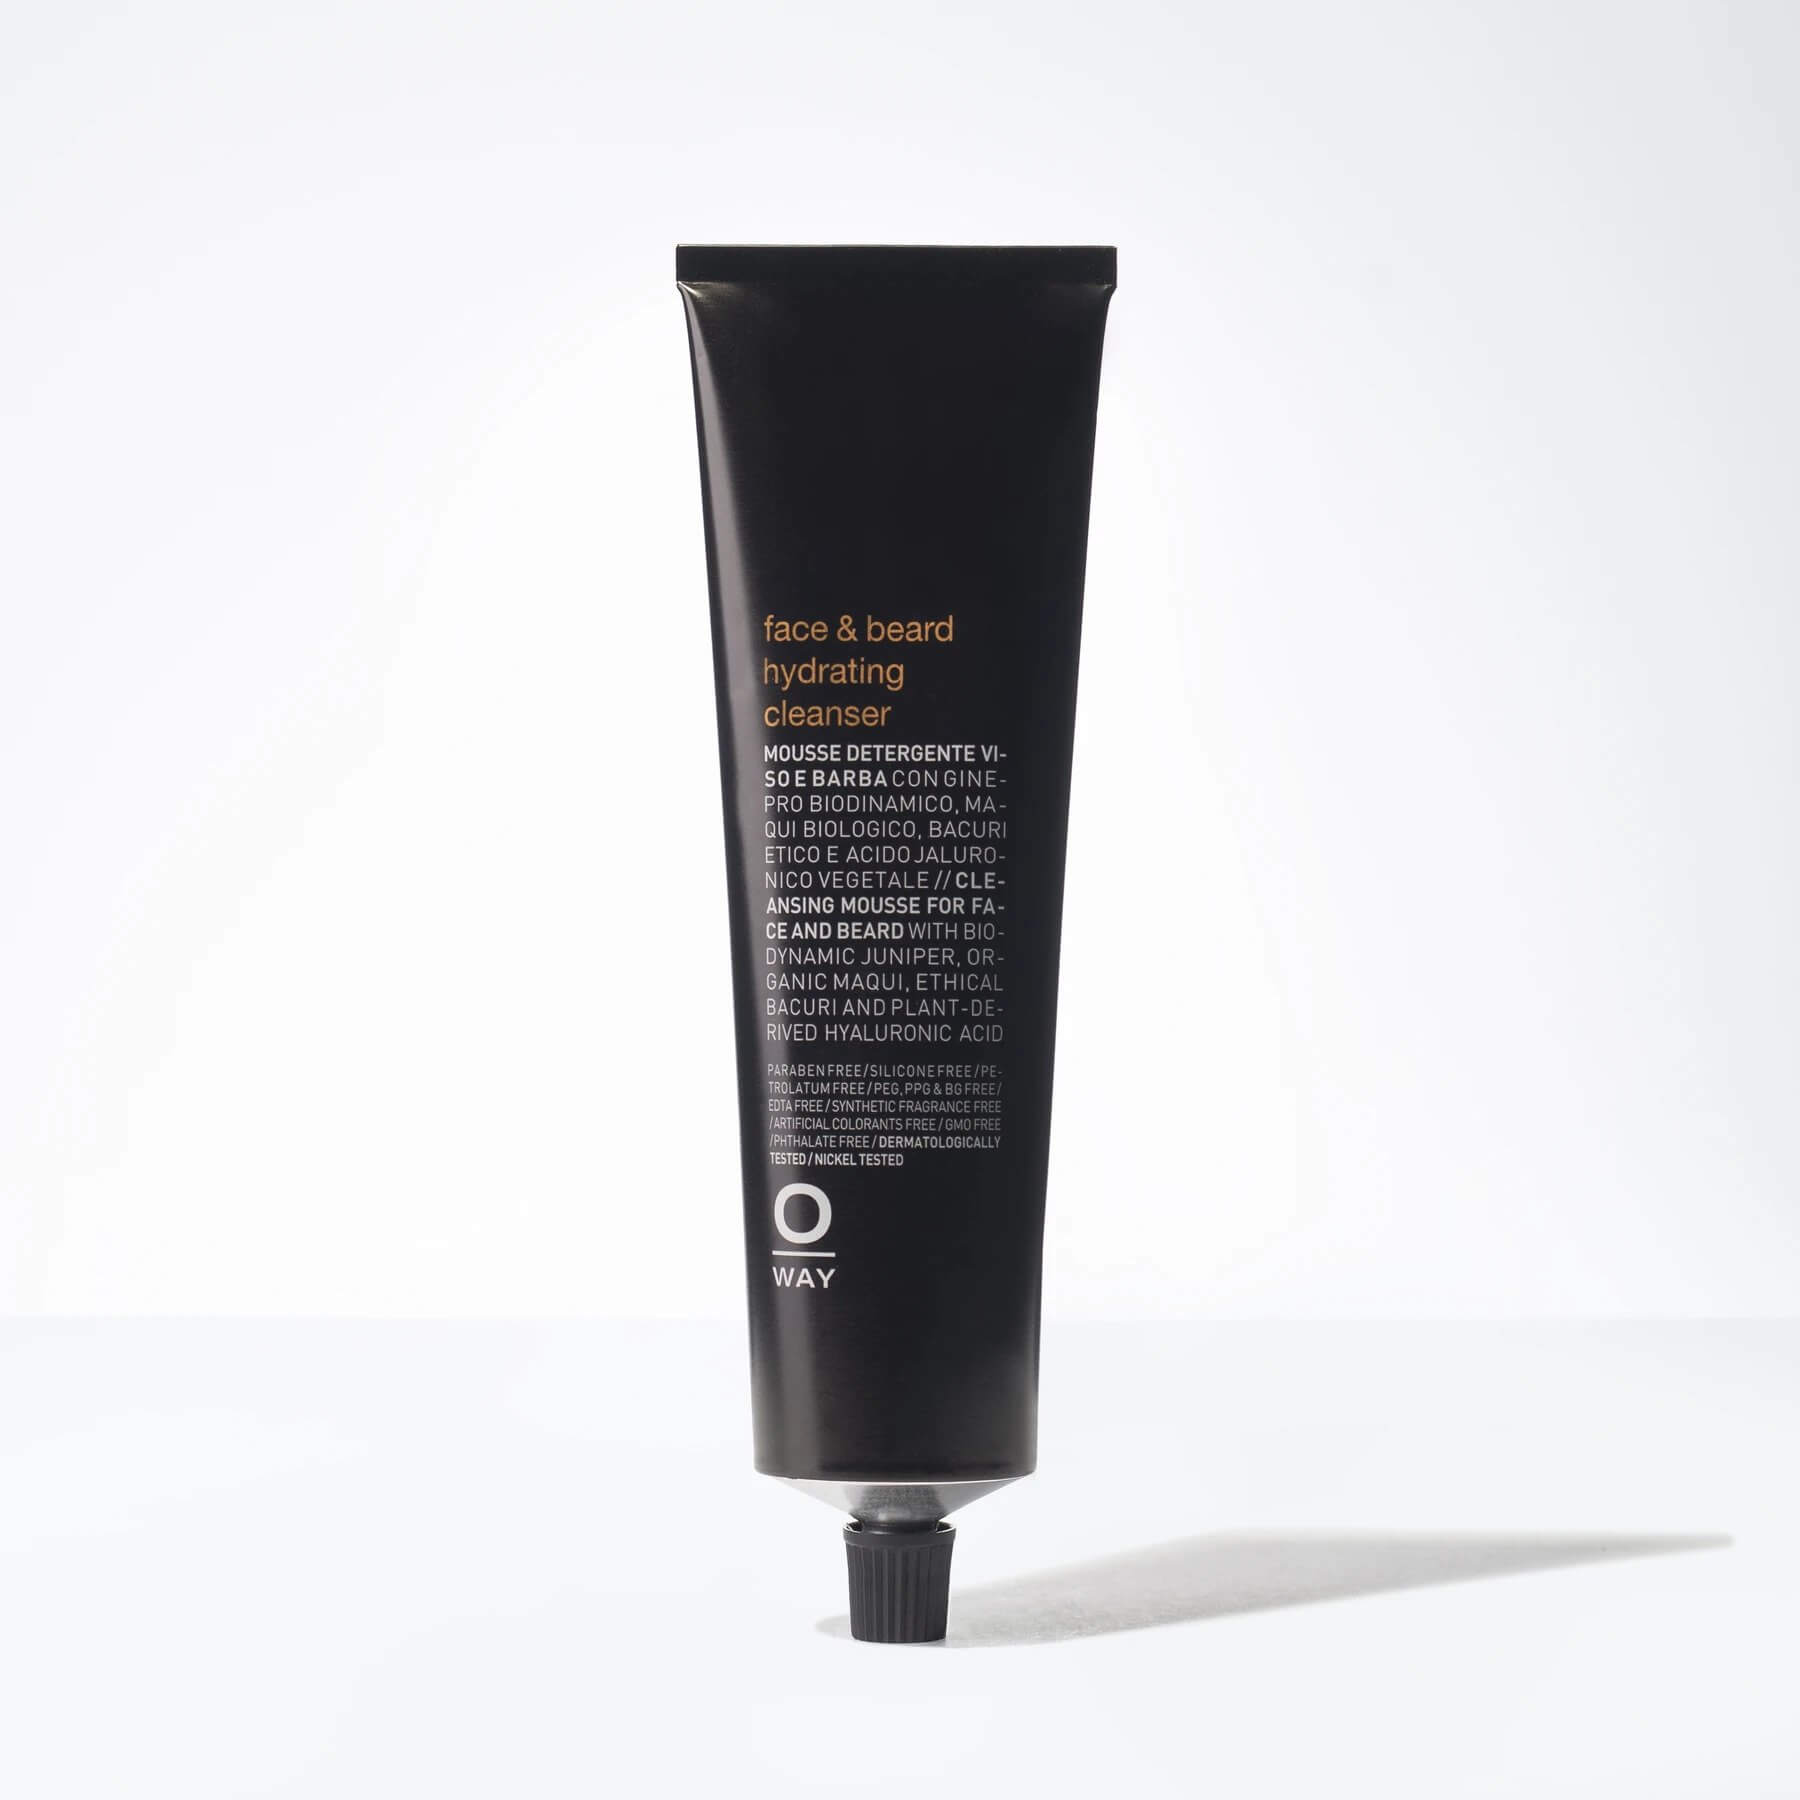 face & beard
hydrating
cleanser
MOUSSE DETERGENTE VI-
SO E BARBA CON GINE-
PRO BIODINAMICO, MA-
QUI BIOLOGICO, BACURI
ETICO E ACIDO JALURO-
NICO VEGETALE // CLE-
ANSING MOUSSE FOR FA-
CE AND BEARD WITH BIO-
DYNAMIC JUNIPER, OR-
GANIC MAQUI, ETHICAL
BACURI AND PLANT-DE-
RIVED HYALURONIC ACID
PARABEN FREE / SILICONE FREE / PE-
TROLATUM FREE / PEG, PPG & BG FREE /
EDTA FREE / SYNTHETIC FRAGRANCE FREE
/ ARTIFICIAL COLORANTS FREE / GMO FREE
/ PHTHALATE FREE / DERMATOLOGICALLY
TESTED / NICKEL TESTED
O
WAY